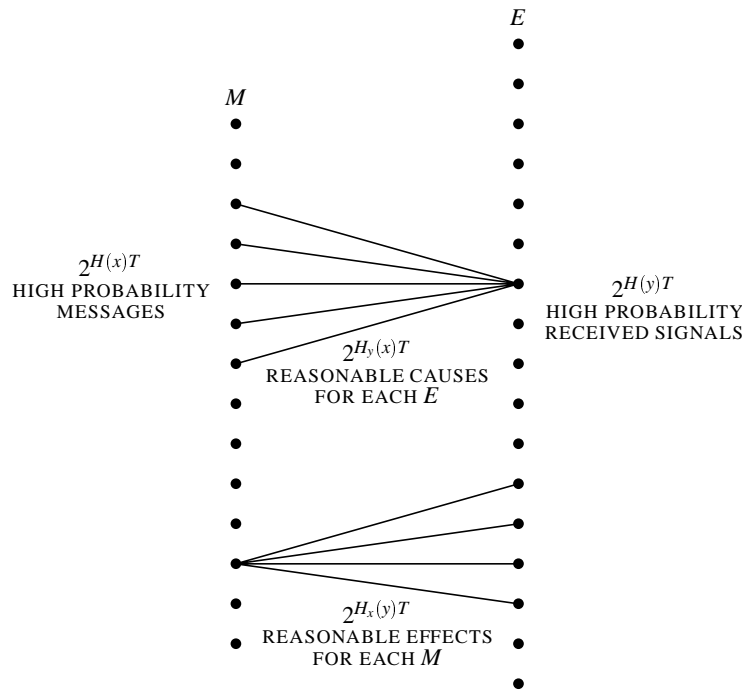 E
M
2^{H(x)T}
HIGH PROBABILITY
MESSAGES
2^{H(y)T}
HIGH PROBABILITY
RECEIVED SIGNALS
2^{H_y(x)T}
REASONABLE CAUSES
FOR EACH E
2^{H_x(y)T}
REASONABLE EFFECTS
FOR EACH M